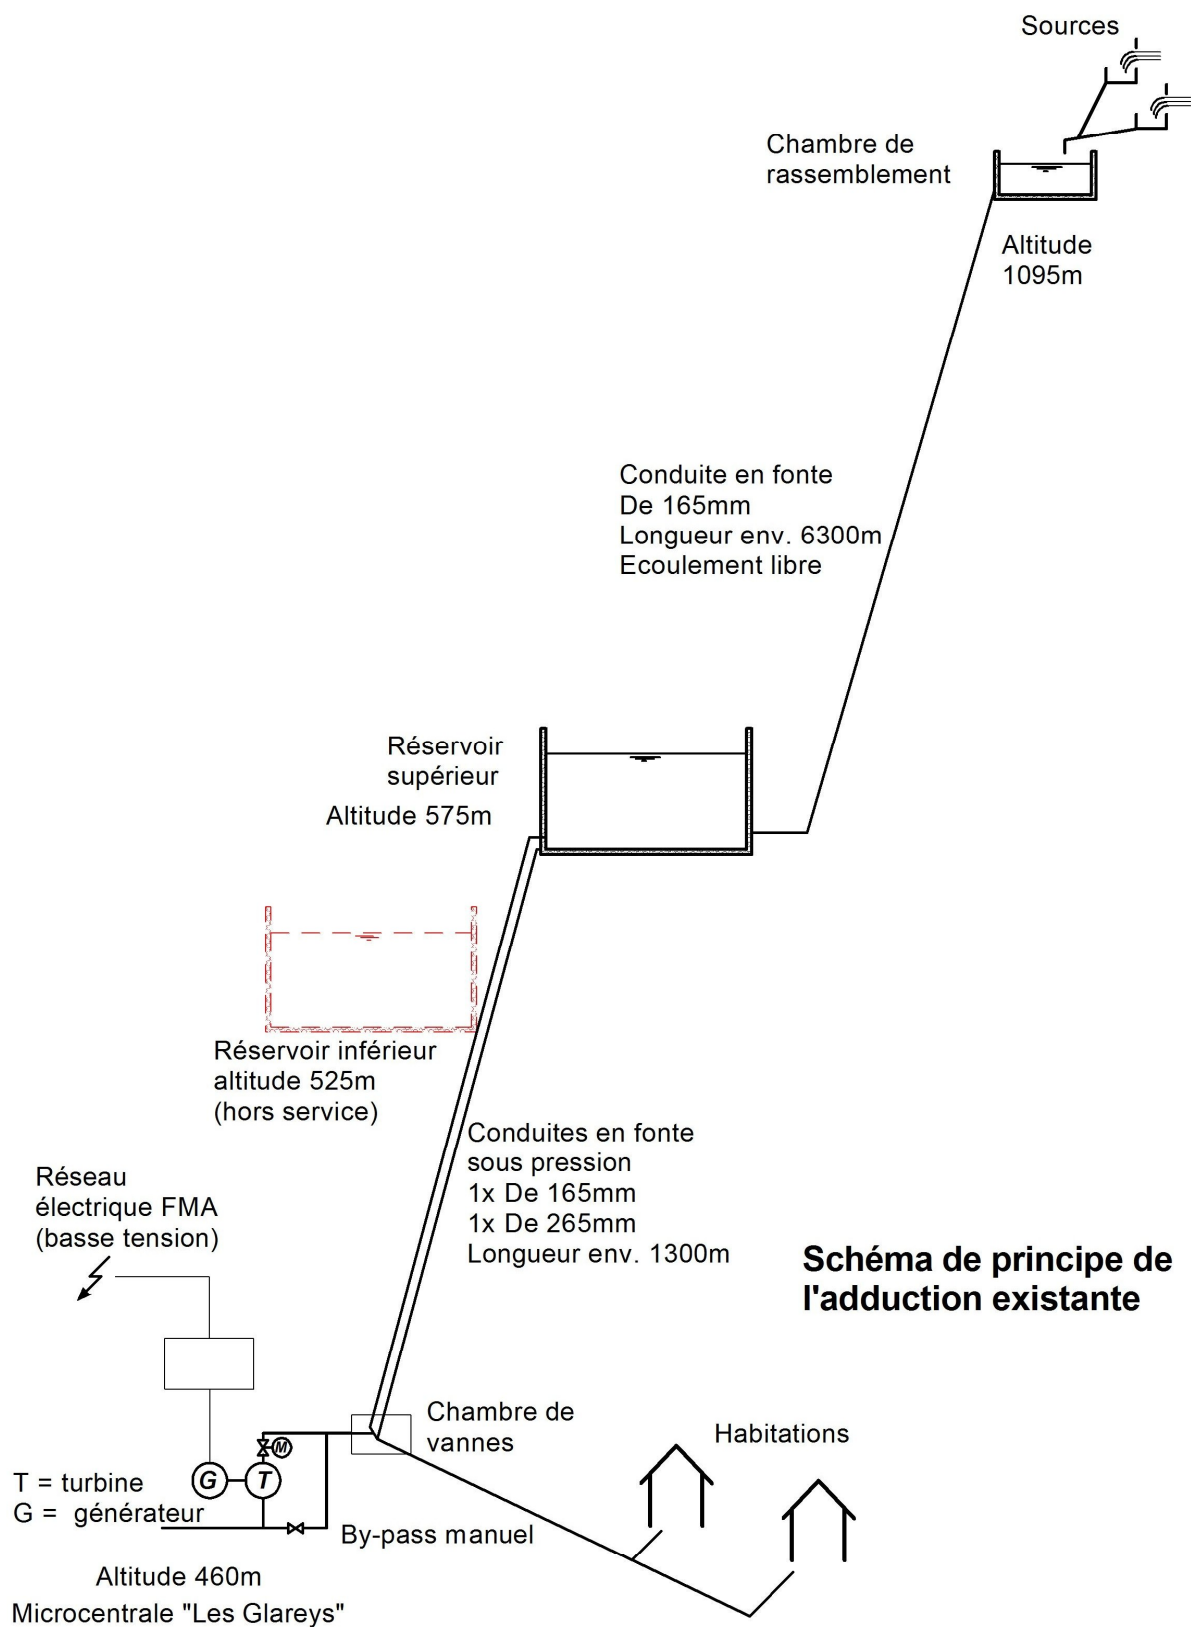 Sources
Chambre de
rassemblement
Altitude
1095m
Conduite en fonte
De 165mm
Longueur env. 6300m
Ecoulement libre
Réservoir
supérieur
Altitude 575m
Réservoir inférieur
altitude 525m
(hors service)
Conduites en fonte
sous pression
1x De 165mm
1x De 265mm
Longueur env. 1300m
Réseau
électrique FMA
(basse tension)
Schéma de principe de
l'adduction existante
Chambre de
vannes
Habitations
M
G
T
T = turbine
G = générateur
By-pass manuel
Altitude 460m
Microcentrale "Les Glareys"